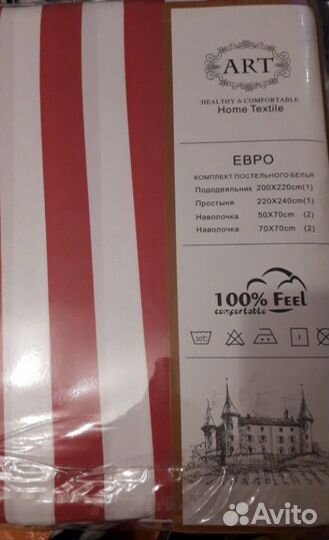 ART
HEALTHY & COMFORTABLE
Home Textile
ЕВРО
КОМПЛЕКТ ПОСТЕЛЬНОГО БЕЛЬЯ
Пододеяльник 200X220cm(1)
Простыня 220X240cm(1)
Наволочка 50X70cm (2)
Наволочка 70X70cm (2)
100% FEEL
comfortable
30°C
Avito